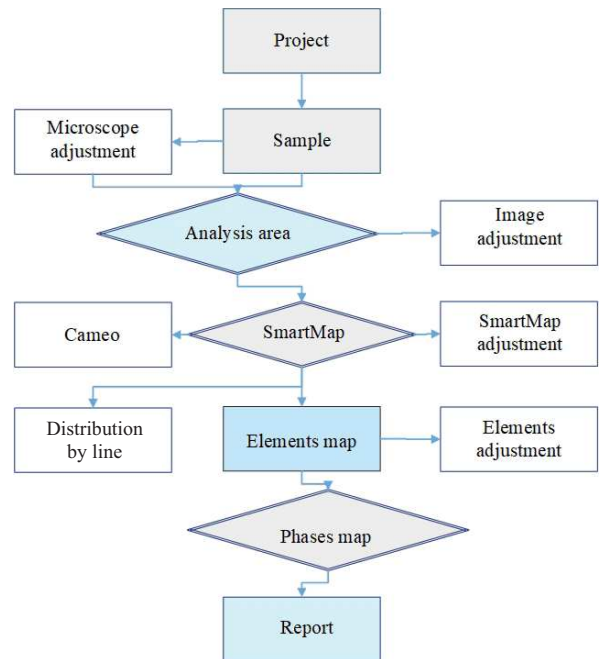 Project
Microscope
adjustment
Sample
Analysis area
Image
adjustment
Cameo
SmartMap
SmartMap
adjustment
Distribution
by line
Elements map
Elements
adjustment
Phases map
Report